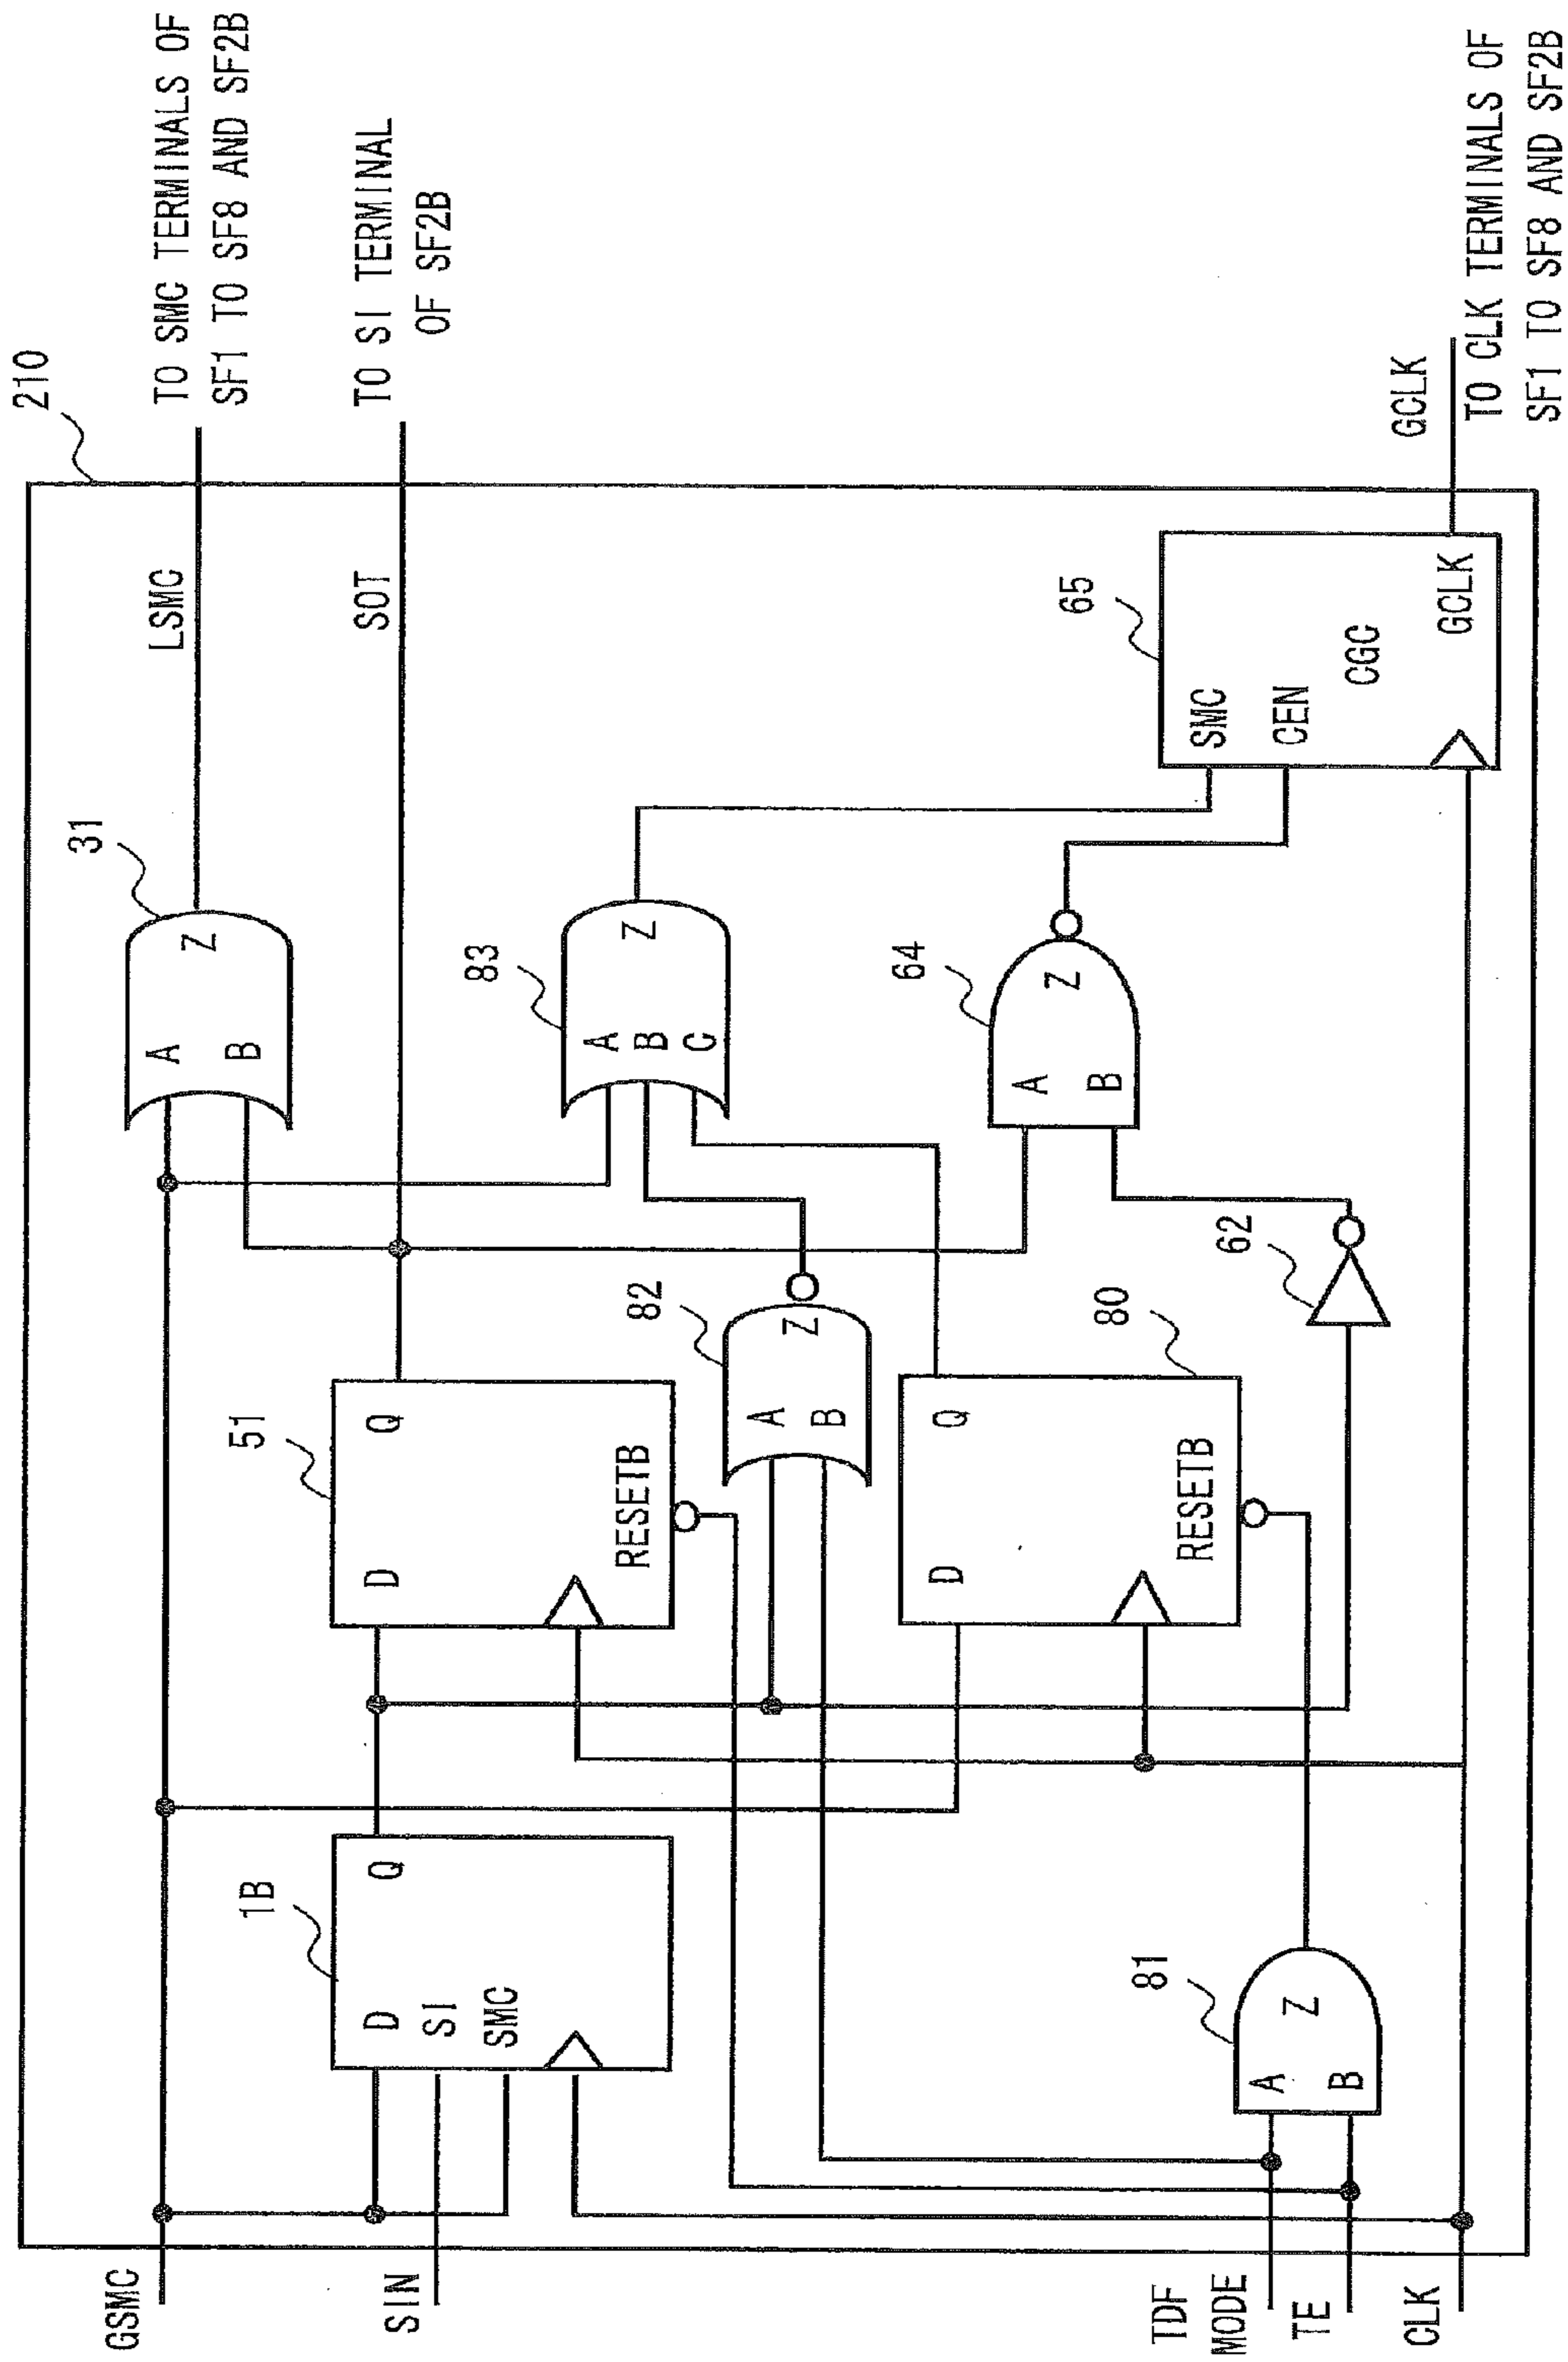 210
TO SMC TERMINALS OF
SF1 TO SF8 AND SF2B
TO SI TERMINAL
OF SF2B
GCLK
TO CLK TERMINALS OF
SF1 TO SF8 AND SF2B
LSMC
SOT
31
A
B
Z
83
A
B
C
Z
64
A
B
Z
65
SMC
CEN
CGC
GCLK
51
D
Q
RESETB
82
A
B
Z
80
D
Q
RESETB
62
1B
D
SI
SMC
Q
81
A
B
Z
GSMC
SIN
TDF
MODE
TE
CLK